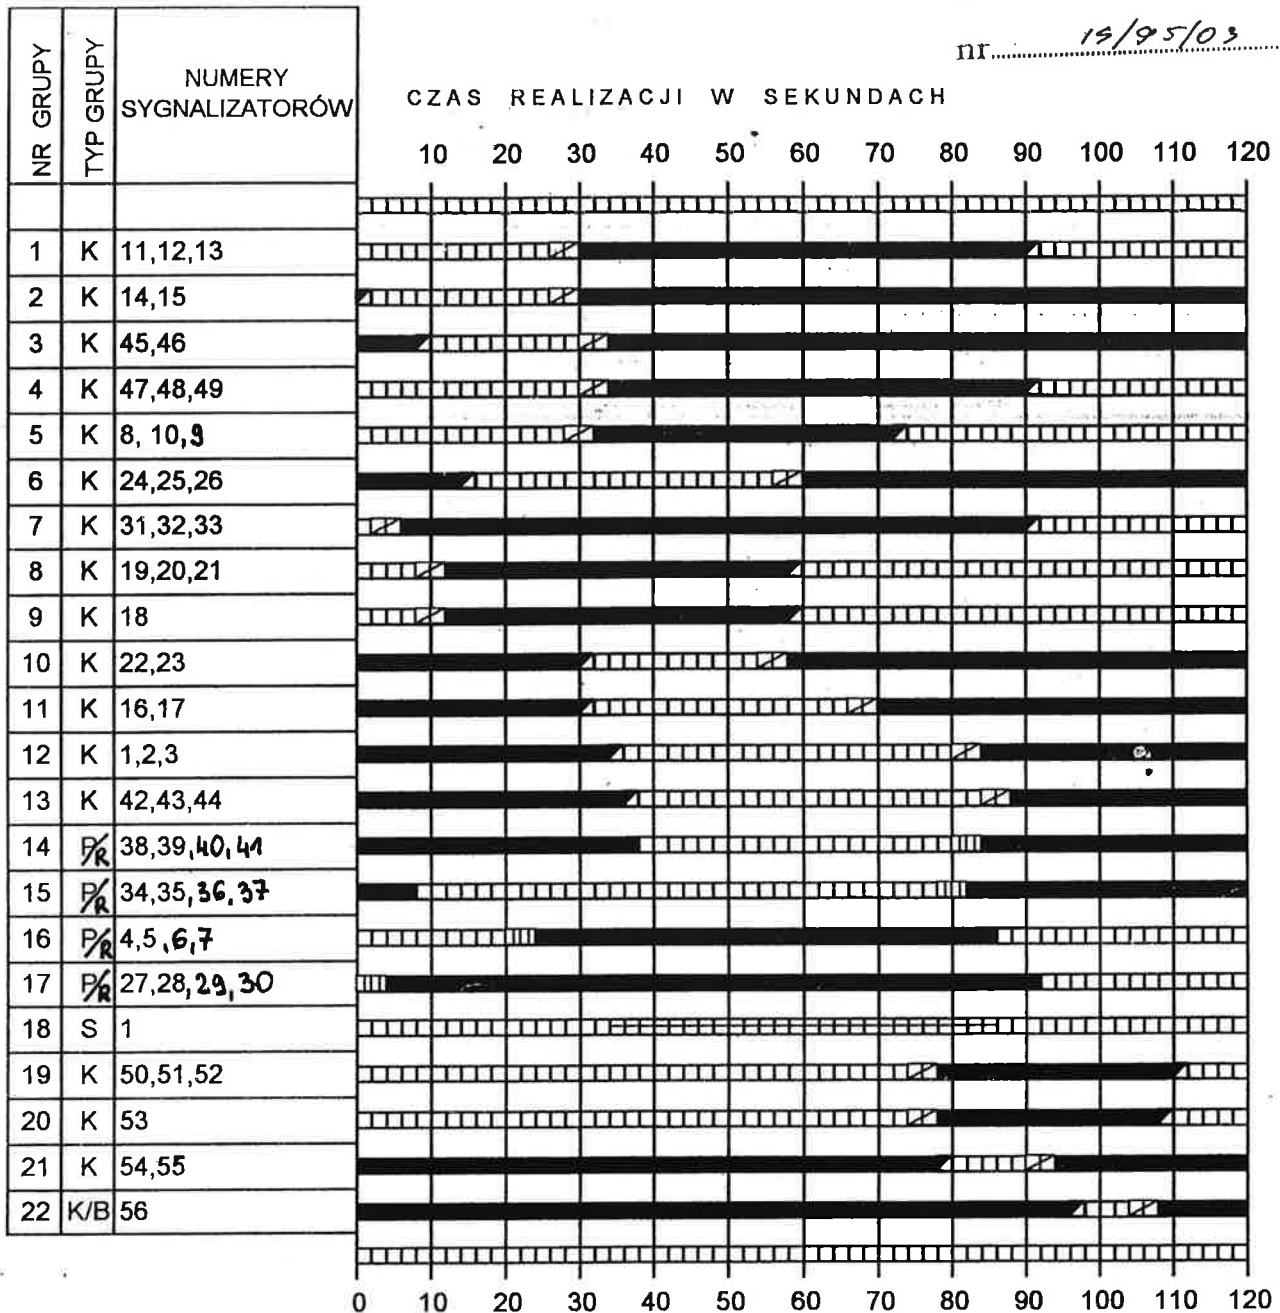 nr 15/95/03
NR GRUPY
TYP GRUPY
NUMERY
SYGNALIZATORÓW
CZAS REALIZACJI W SEKUNDACH
10 20 30 40 50 60 70 80 90 100 110 120
1 K 11,12,13
2 K 14,15
3 K 45,46
4 K 47,48,49
5 K 8, 10,9
6 K 24,25,26
7 K 31,32,33
8 K 19,20,21
9 K 18
10 K 22,23
11 K 16,17
12 K 1,2,3
13 K 42,43,44
14 P/R 38,39,40,41
15 P/R 34,35,36,37
16 P/R 4,5,6,7
17 P/R 27,28,29,30
18 S 1
19 K 50,51,52
20 K 53
21 K 54,55
22 K/B 56
0 10 20 30 40 50 60 70 80 90 100 110 120